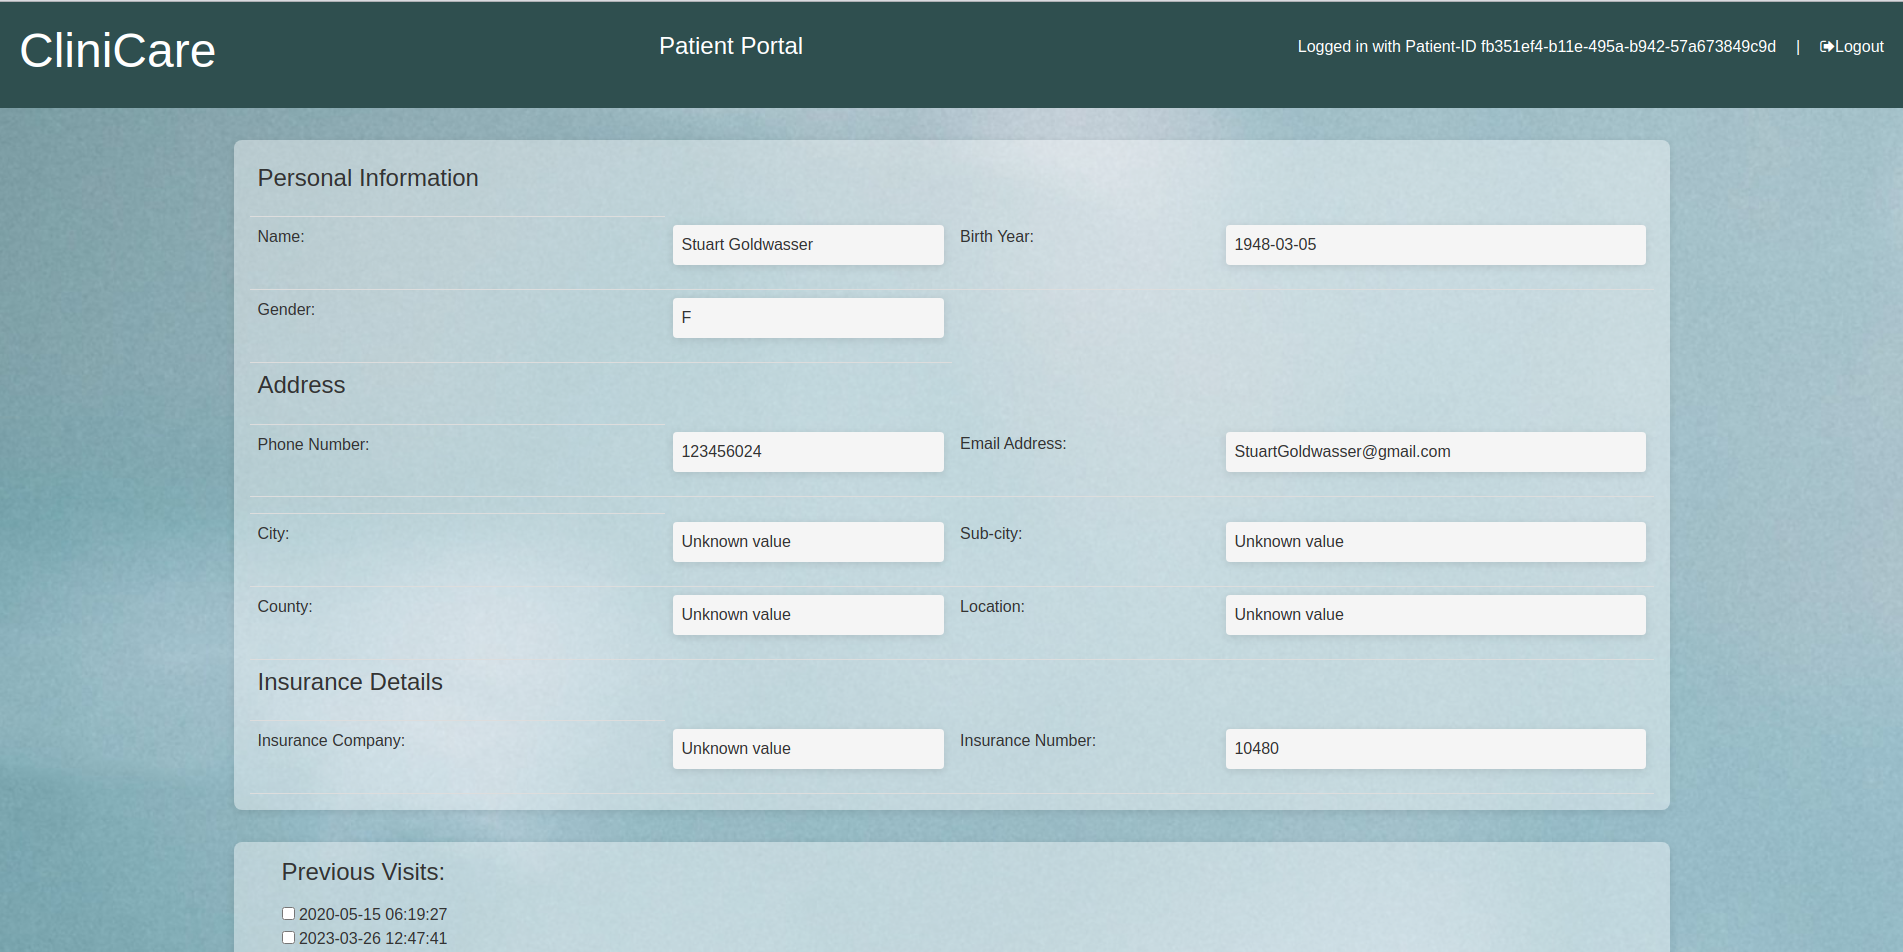 CliniCare
Patient Portal
Logged in with Patient-ID fb351ef4-b11e-495a-b942-57a673849c9d | Logout
Personal Information
Name: Stuart Goldwasser Birth Year: 1948-03-05
Gender: F
Address
Phone Number: 123456024 Email Address: StuartGoldwasser@gmail.com
City: Unknown value Sub-city: Unknown value
County: Unknown value Location: Unknown value
Insurance Details
Insurance Company: Unknown value Insurance Number: 10480
Previous Visits:
2020-05-15 06:19:27
2023-03-26 12:47:41